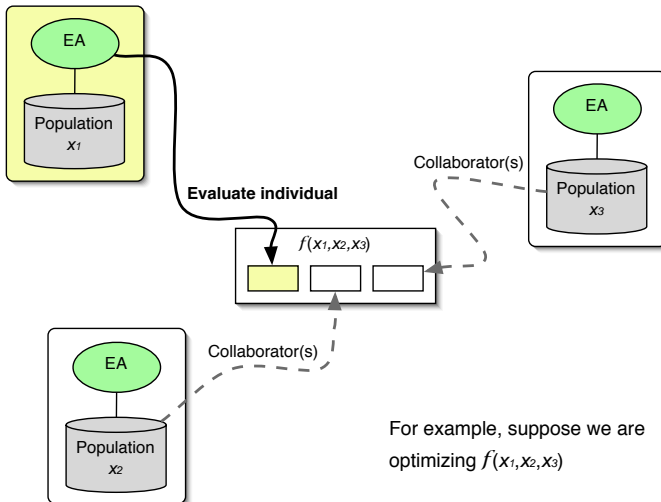 EA
Population
x1
EA
Population
x3
Collaborator(s)
Evaluate individual
f(x1,x2,x3)
Collaborator(s)
EA
Population
x2
For example, suppose we are
optimizing f(x1,x2,x3)